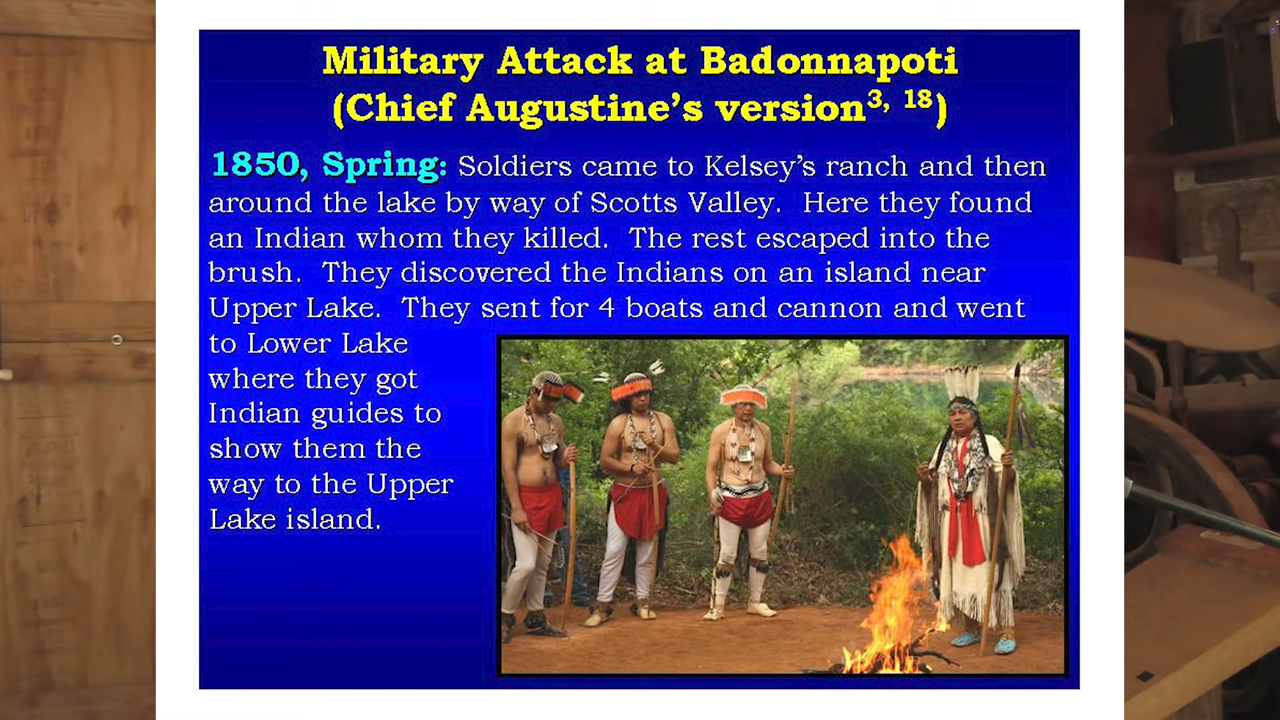 Military Attack at Badonnapoti
(Chief Augustine's version3, 18)
1850, Spring: Soldiers came to Kelsey's ranch and then
around the lake by way of Scotts Valley. Here they found
an Indian whom they killed. The rest escaped into the
brush. They discovered the Indians on an island near
Upper Lake. They sent for 4 boats and cannon and went
to Lower Lake
where they got
Indian guides to
show them the
way to the Upper
Lake island.